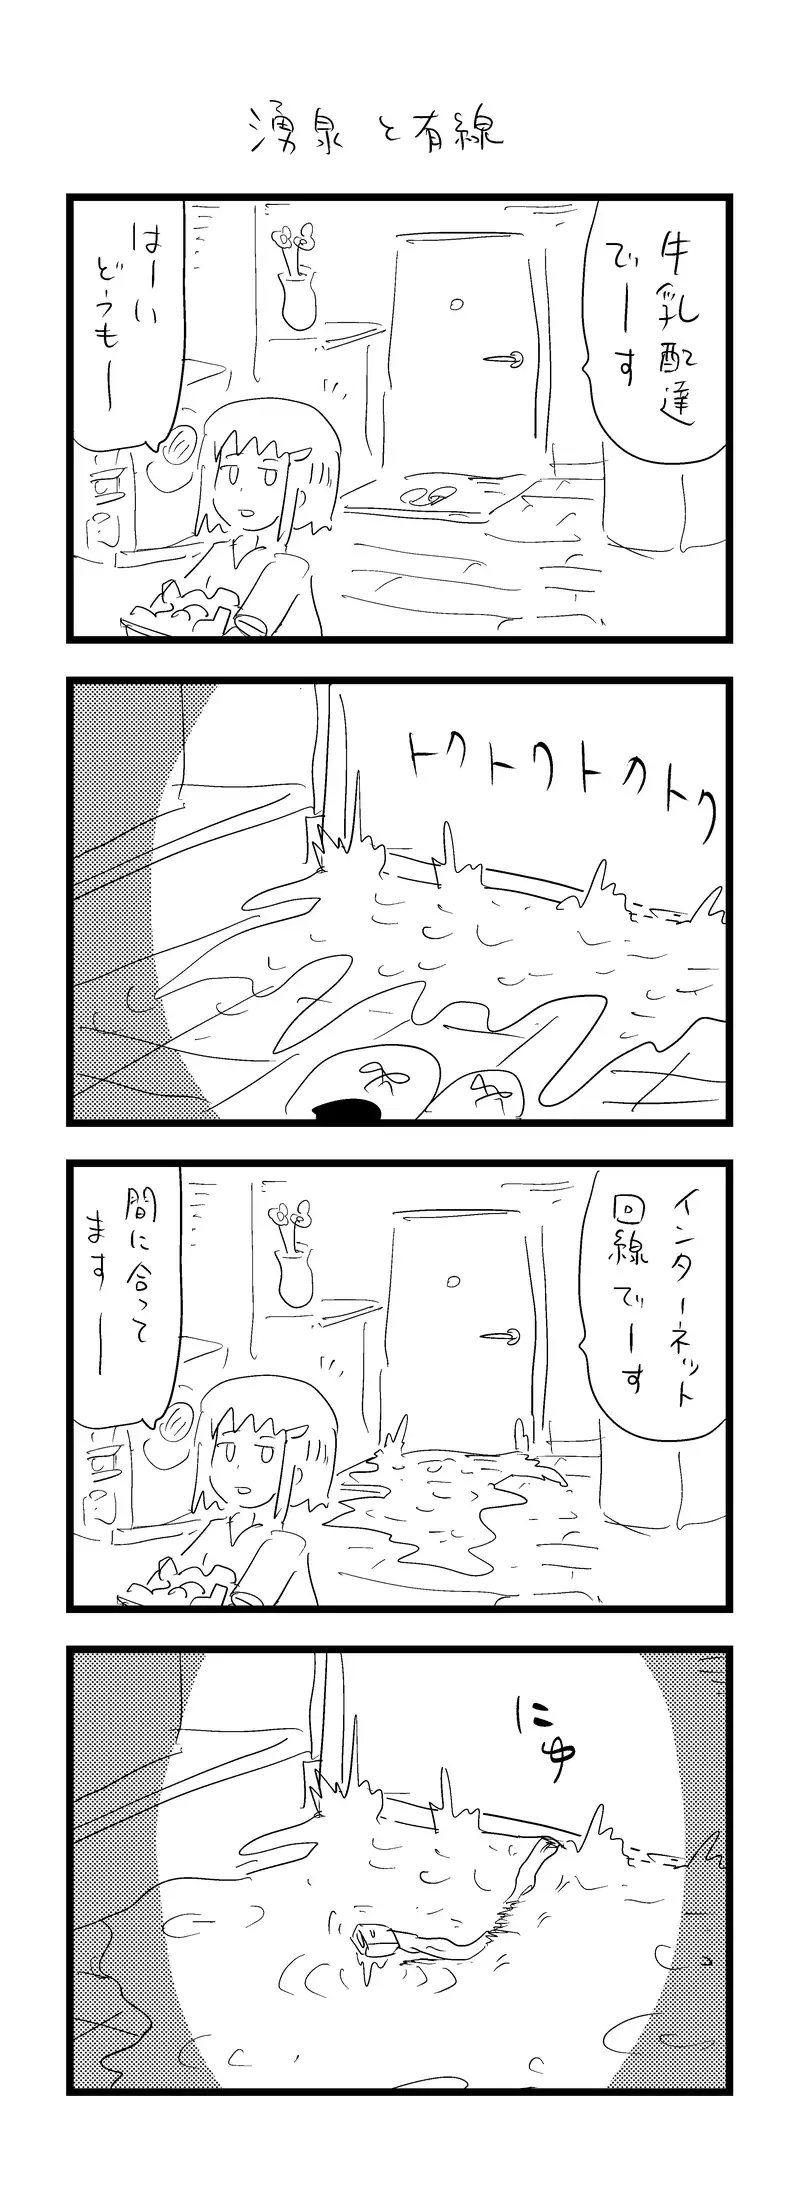 湧泉と有線
牛乳配達
でーす
はーい
どうもー
トクトクトクトク
インターネット
回線でーす
間に合って
ますー
にゅ